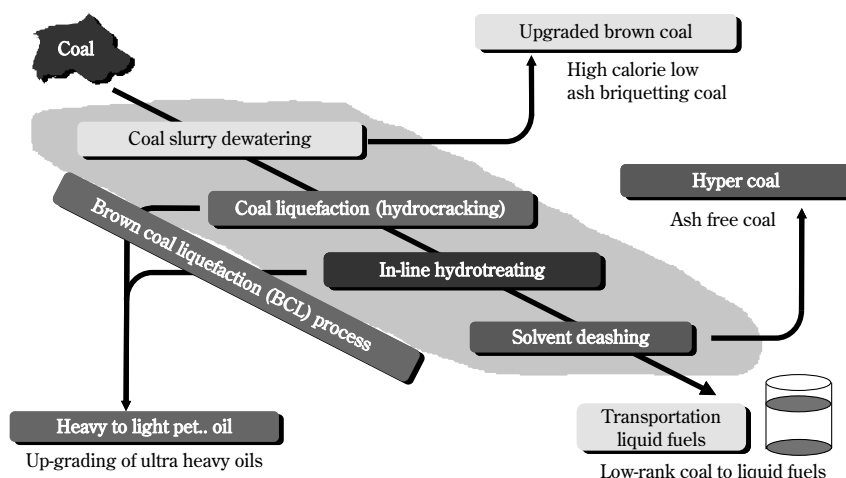 Coal
Upgraded brown coal
High calorie low
ash briquetting coal
Coal slurry dewatering
Hyper coal
Ash free coal
Coal liquefaction (hydrocracking)
Brown coal liquefaction (BCL) process
In-line hydrotreating
Solvent deashing
Heavy to light pet.. oil
Up-grading of ultra heavy oils
Transportation
liquid fuels
Low-rank coal to liquid fuels